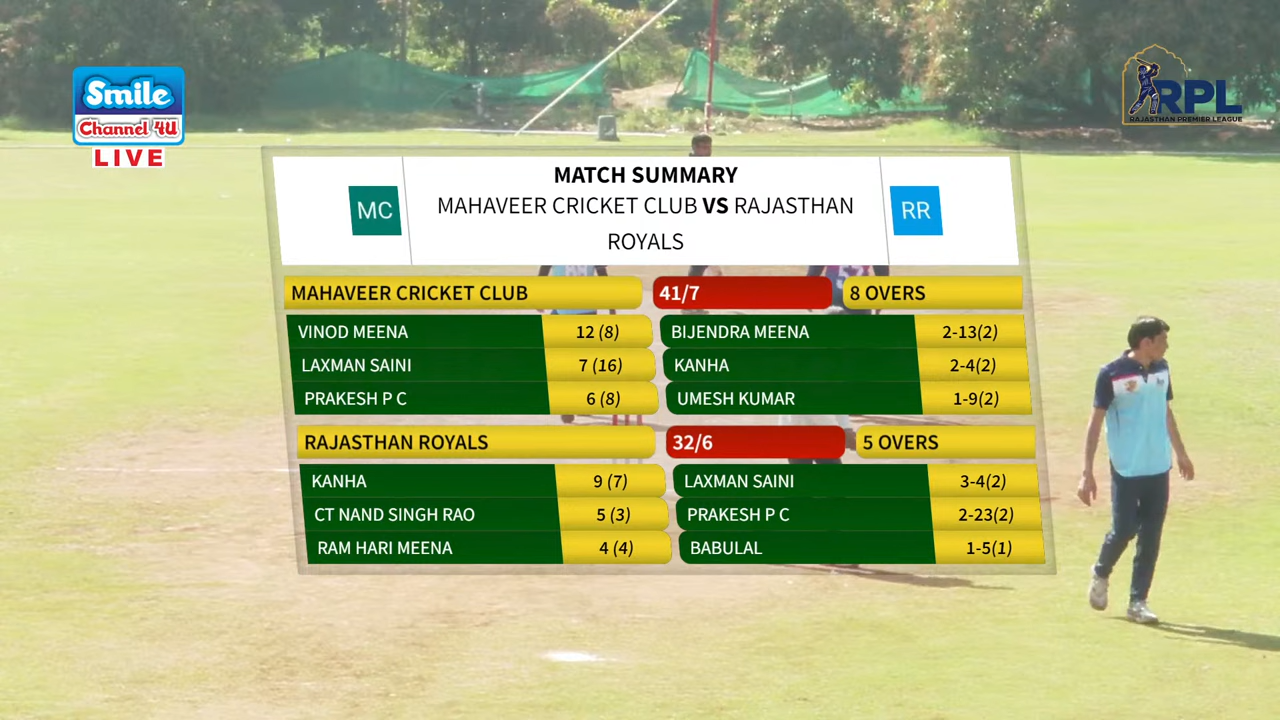 Smile
Channel 4U
LIVE
RPL
RAJASTHAN PREMIER LEAGUE
MATCH SUMMARY
MC
MAHAVEER CRICKET CLUB VS RAJASTHAN
ROYALS
RR
MAHAVEER CRICKET CLUB 41/7 8 OVERS
VINOD MEENA 12 (8) BIJENDRA MEENA 2-13(2)
LAXMAN SAINI 7 (16) KANHA 2-4(2)
PRAKESH P C 6 (8) UMESH KUMAR 1-9(2)
RAJASTHAN ROYALS 32/6 5 OVERS
KANHA 9 (7) LAXMAN SAINI 3-4(2)
CT NAND SINGH RAO 5 (3) PRAKESH P C 2-23(2)
RAM HARI MEENA 4 (4) BABULAL 1-5(1)